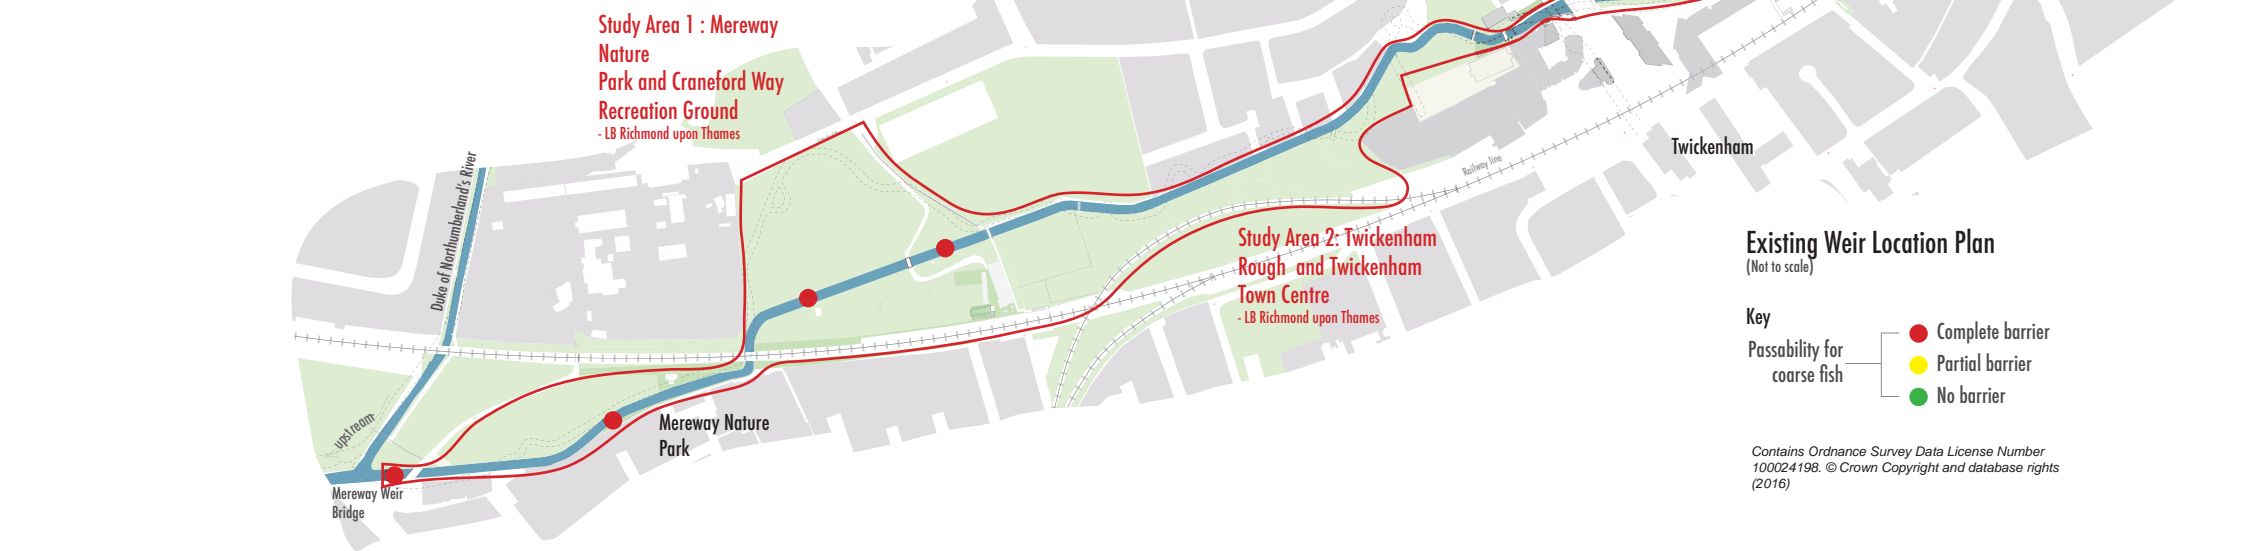 Study Area 1 : Mereway
Nature
Park and Craneford Way
Recreation Ground
- LB Richmond upon Thames
Duke of Northumberland's River
Railway line
Twickenham
Study Area 2: Twickenham
Rough and Twickenham
Town Centre
- LB Richmond upon Thames
upstream
Mereway Nature
Park
Mereway Weir
Bridge
Existing Weir Location Plan
(Not to scale)
Key
Passability for
coarse fish
Complete barrier
Partial barrier
No barrier
Contains Ordnance Survey Data License Number
100024198. © Crown Copyright and database rights
(2016)